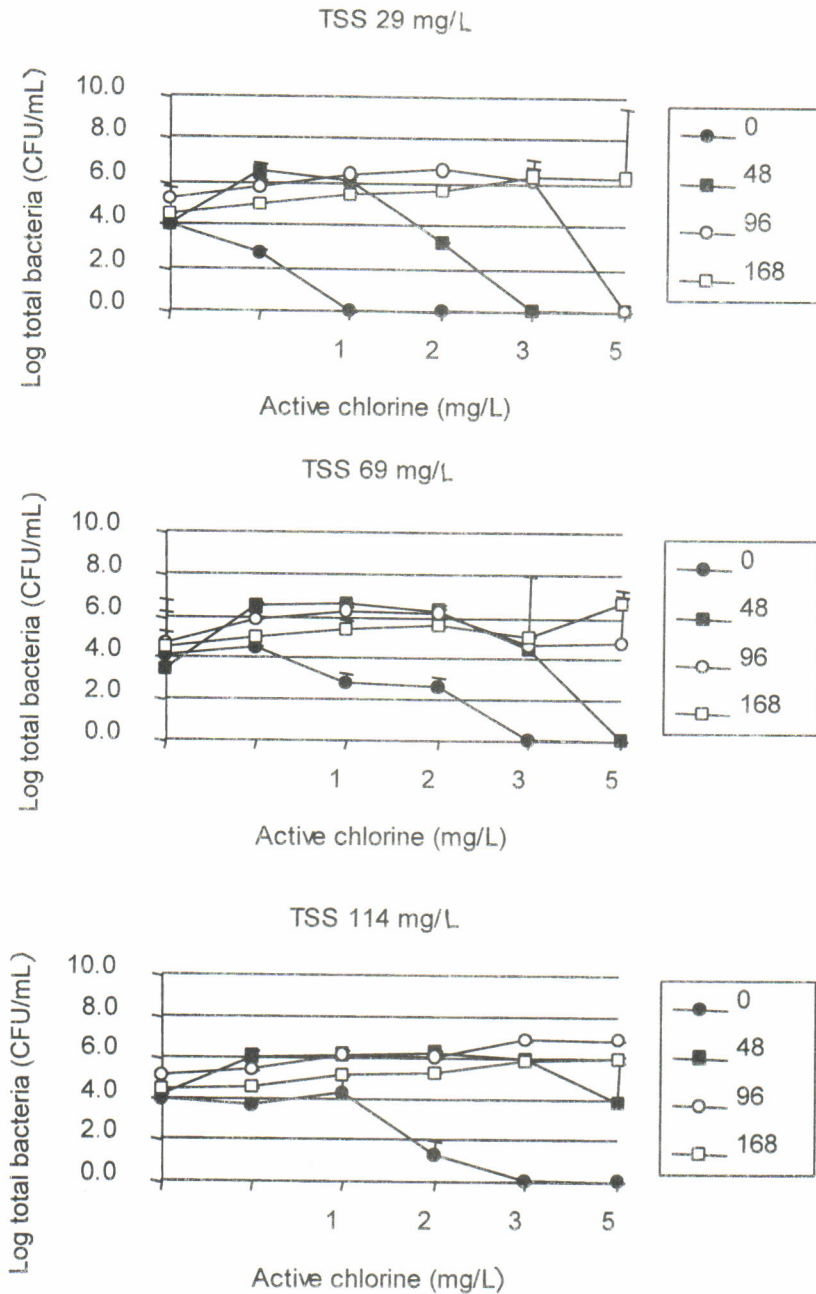 TSS 29 mg/L
Log total bacteria (CFU/mL)
10.0
8.0
6.0
4.0
2.0
0.0
1 2 3 5
Active chlorine (mg/L)
0
48
96
168
TSS 69 mg/L
Log total bacteria (CFU/mL)
10.0
8.0
6.0
4.0
2.0
0.0
1 2 3 5
Active chlorine (mg/L)
0
48
96
168
TSS 114 mg/L
Log total bacteria (CFU/mL)
10.0
8.0
6.0
4.0
2.0
0.0
1 2 3 5
Active chlorine (mg/L)
0
48
96
168